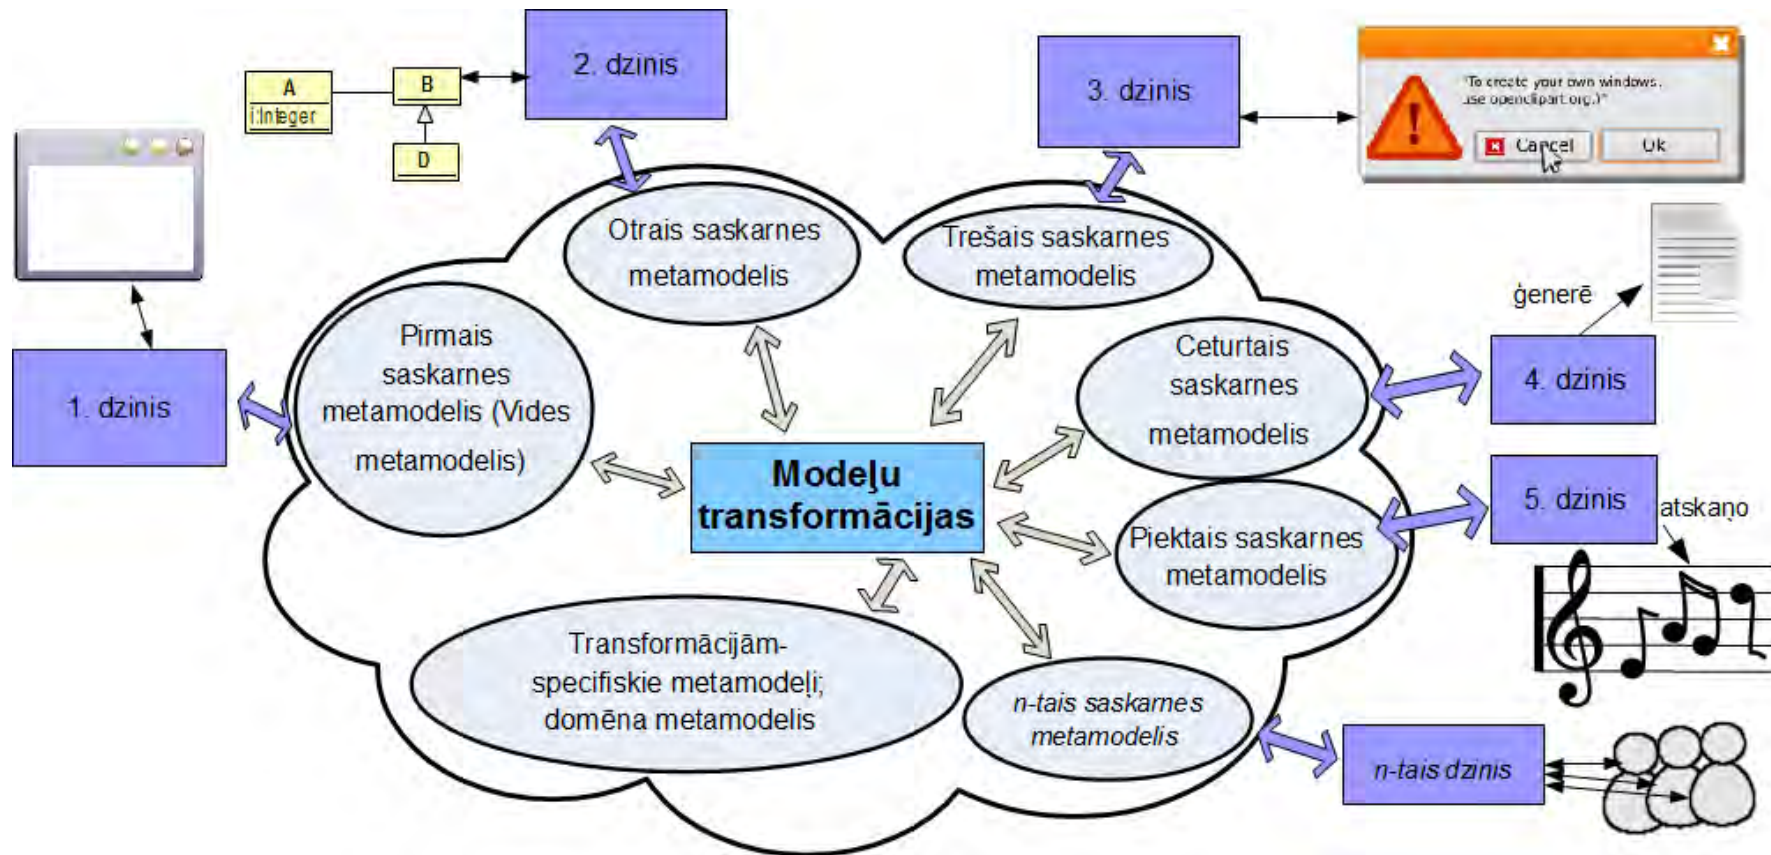 2. dzinis
3. dzinis
"To create your own windows,
use openclipart.org.)"
Cancel
Ok
A
i:Integer
B
D
Otrais saskarnes
metamodelis
Trešais saskarnes
metamodelis
ģenerē
Pirmais
saskarnes
metamodelis (Vides
metamodelis)
Ceturtais
saskarnes
metamodelis
1. dzinis
4. dzinis
Modeļu
transformācijas
5. dzinis
atskaņo
Piektais saskarnes
metamodelis
Transformācijām-
specifiskie metamodeļi;
domēna metamodelis
n-tais saskarnes
metamodelis
n-tais dzinis